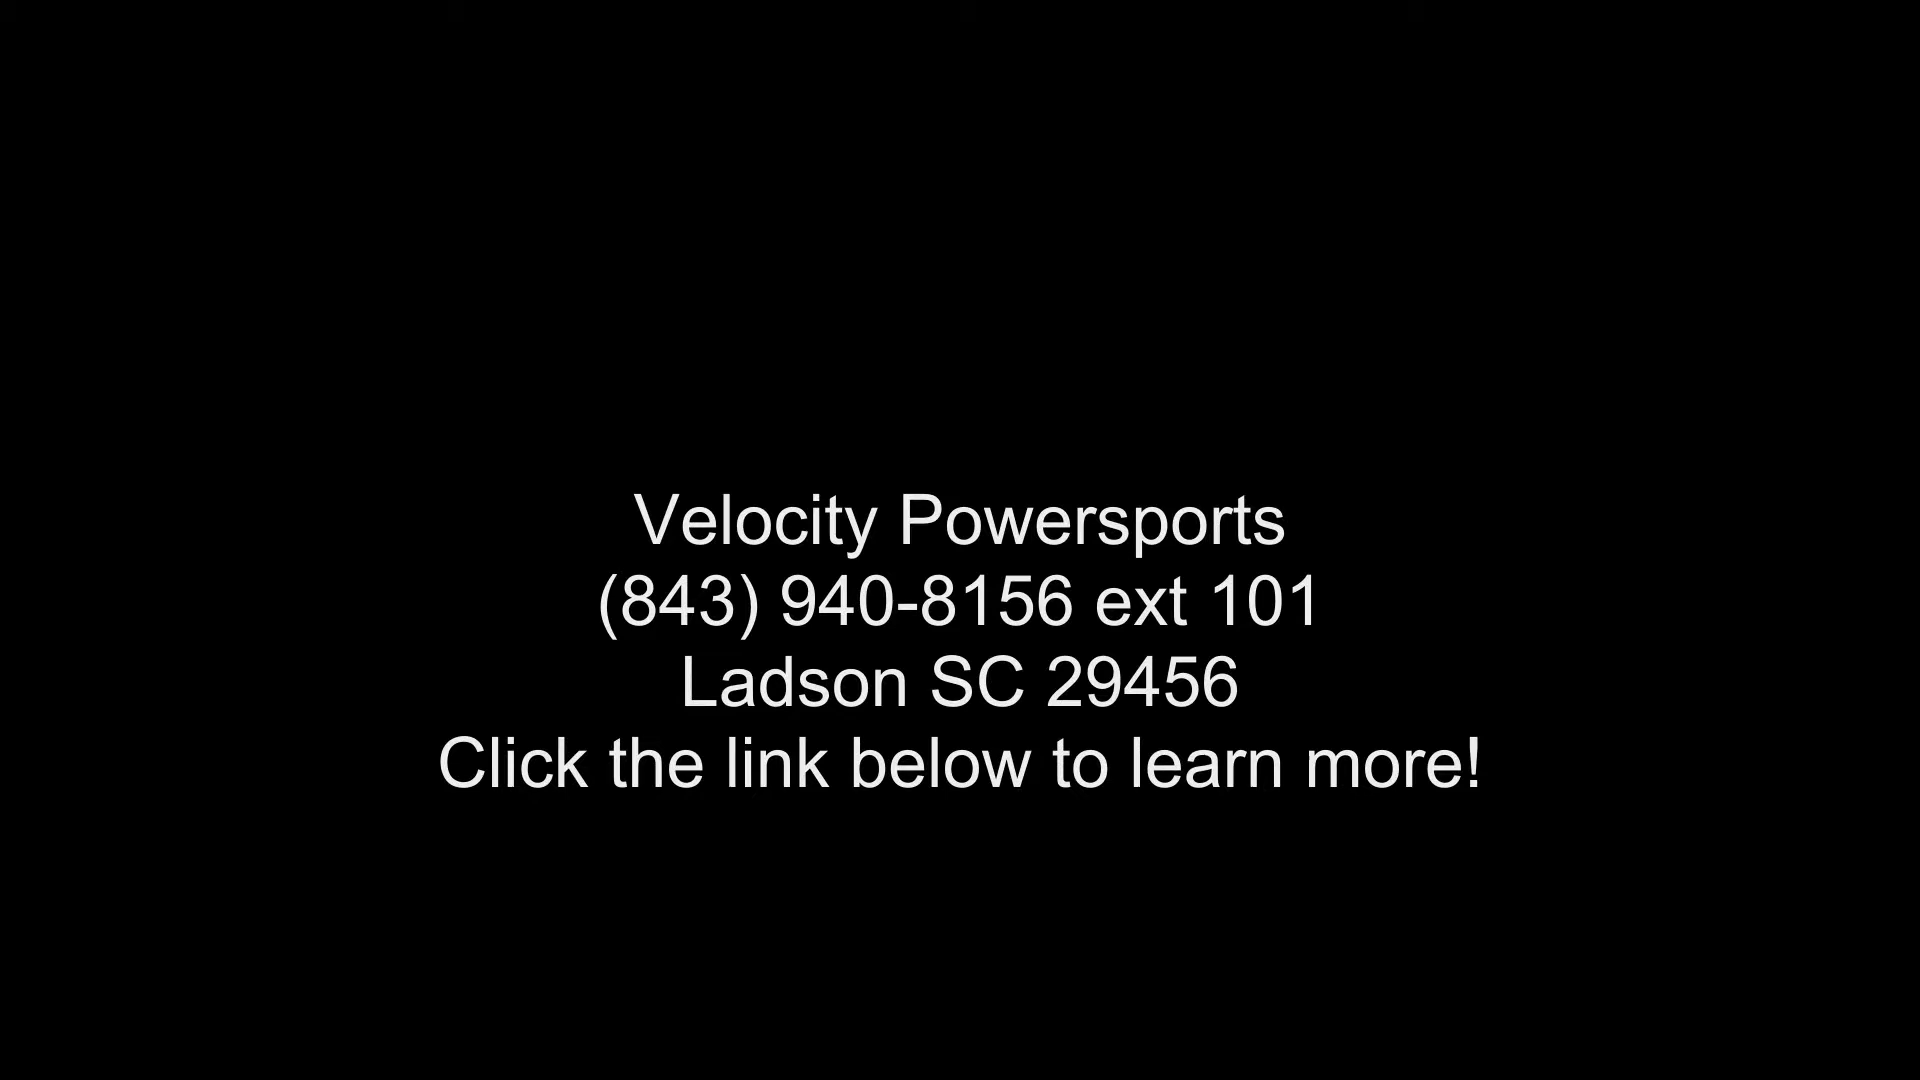 Velocity Powersports
(843) 940-8156 ext 101
Ladson SC 29456
Click the link below to learn more!